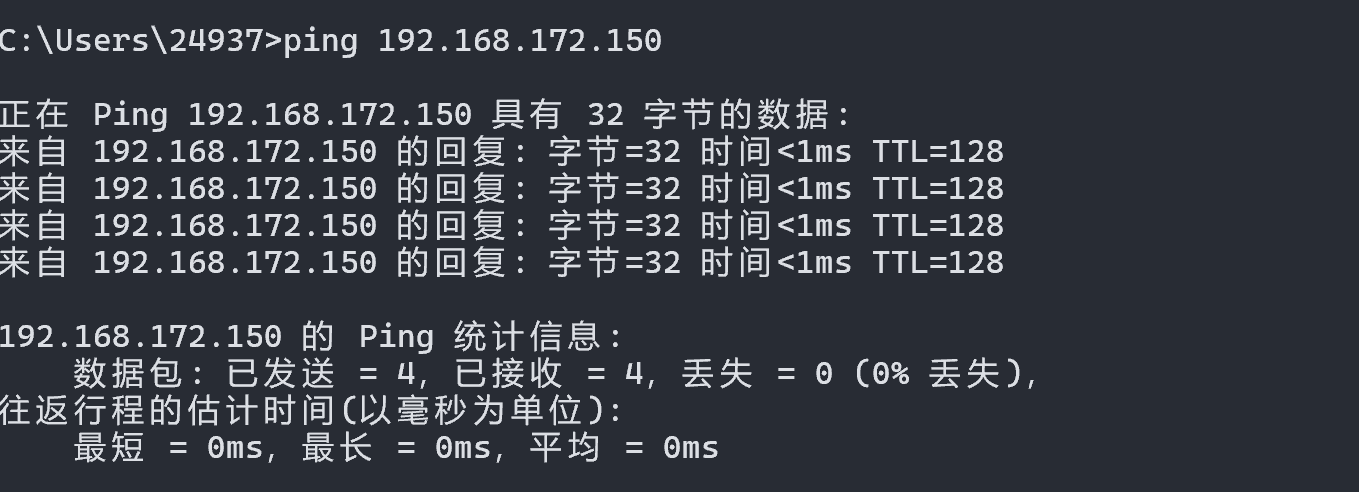 C:\Users\24937>ping 192.168.172.150
正在 Ping 192.168.172.150 具有 32 字节的数据:
来自 192.168.172.150 的回复: 字节=32 时间<1ms TTL=128
来自 192.168.172.150 的回复: 字节=32 时间<1ms TTL=128
来自 192.168.172.150 的回复: 字节=32 时间<1ms TTL=128
来自 192.168.172.150 的回复: 字节=32 时间<1ms TTL=128
192.168.172.150 的 Ping 统计信息:
数据包: 已发送 = 4, 已接收 = 4, 丢失 = 0 (0% 丢失),
往返行程的估计时间(以毫秒为单位):
最短 = 0ms, 最长 = 0ms, 平均 = 0ms